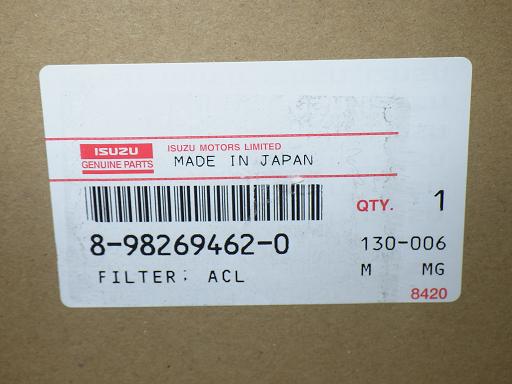 ISUZU
GENUINE PARTS
ISUZU MOTORS LIMITED
MADE IN JAPAN
QTY. 1
8-98269462-0
130-006
FILTER; ACL
M MG
8420